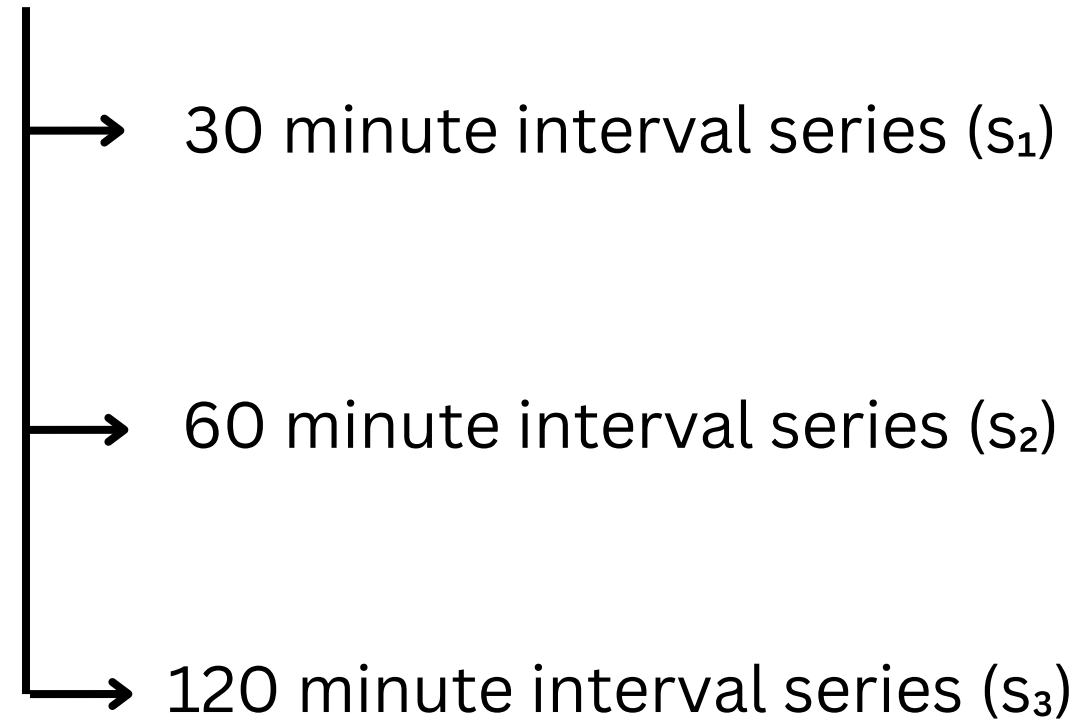 30 minute interval series (s₁)
60 minute interval series (s₂)
120 minute interval series (s₃)